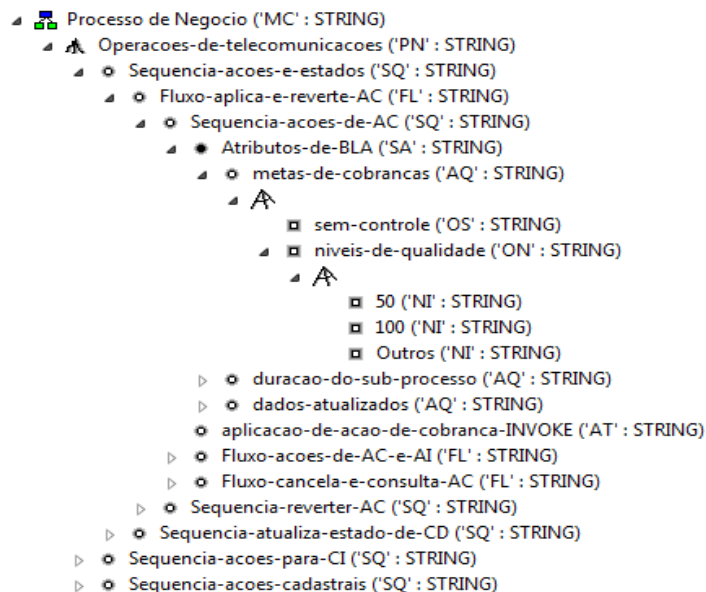 Processo de Negocio ('MC' : STRING)
Operacoes-de-telecomunicacoes ('PN' : STRING)
Sequencia-acoes-e-estados ('SQ' : STRING)
Fluxo-aplica-e-reverte-AC ('FL' : STRING)
Sequencia-acoes-de-AC ('SQ' : STRING)
Atributos-de-BLA ('SA' : STRING)
metas-de-cobrancas ('AQ' : STRING)
sem-controle ('OS' : STRING)
niveis-de-qualidade ('ON' : STRING)
50 ('NI' : STRING)
100 ('NI' : STRING)
Outros ('NI' : STRING)
duracao-do-sub-processo ('AQ' : STRING)
dados-atualizados ('AQ' : STRING)
aplicacao-de-acao-de-cobranca-INVOKE ('AT' : STRING)
Fluxo-acoes-de-AC-e-AI ('FL' : STRING)
Fluxo-cancela-e-consulta-AC ('FL' : STRING)
Sequencia-reverter-AC ('SQ' : STRING)
Sequencia-atualiza-estado-de-CD ('SQ' : STRING)
Sequencia-acoes-para-CI ('SQ' : STRING)
Sequencia-acoes-cadastrais ('SQ' : STRING)